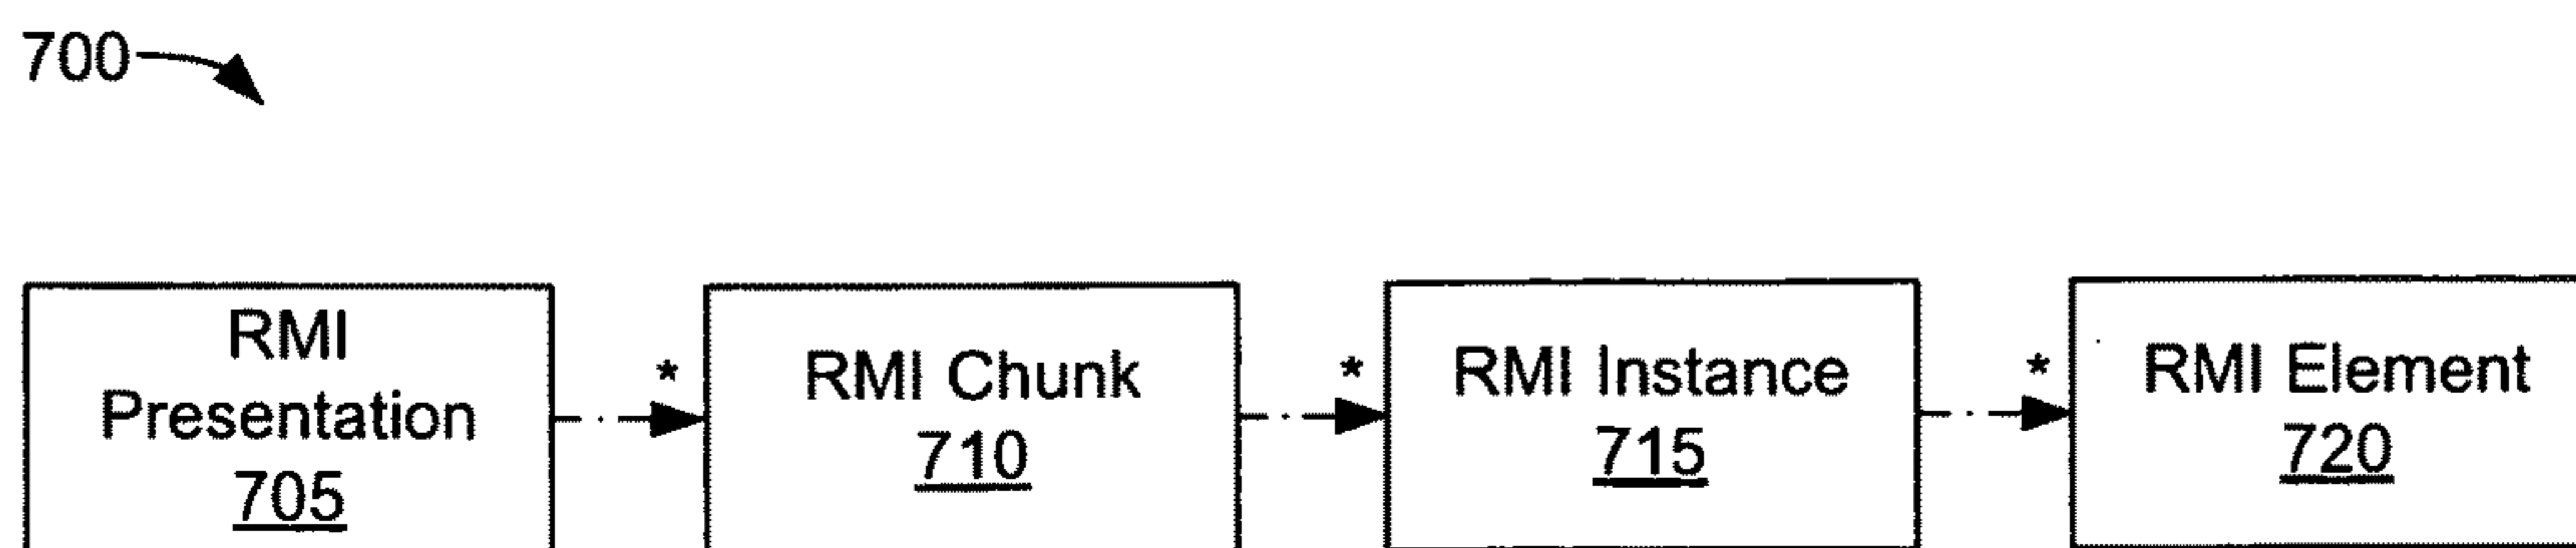 700
RMI
Presentation
705
*
RMI Chunk
710
*
RMI Instance
715
*
RMI Element
720